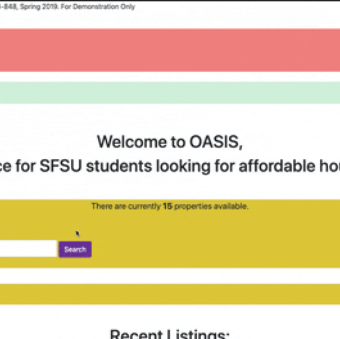 -848, Spring 2019. For Demonstration Only
Welcome to OASIS,
ce for SFSU students looking for affordable hou
There are currently 15 properties available.
Search
Recent Listings: